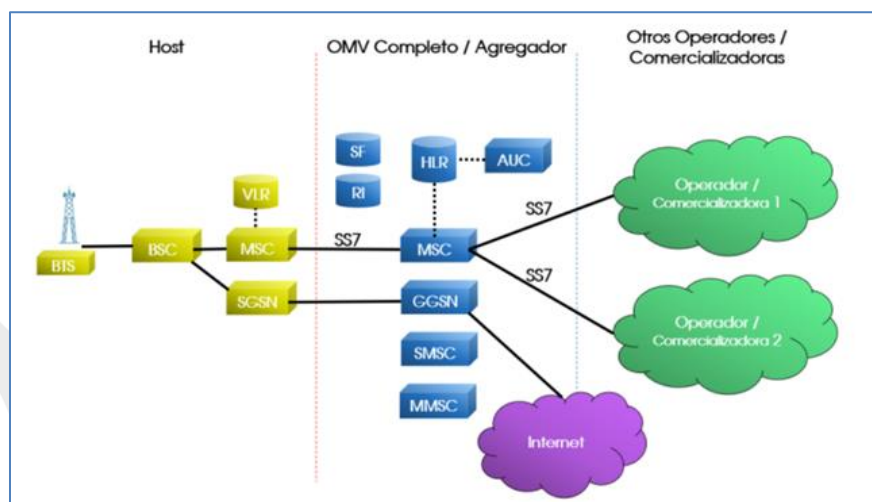 Host
OMV Completo / Agregador
Otros Operadores /
Comercializadoras
SF
HLR
AUC
RI
VLR
Operador /
Comercializadora 1
SS7
BTS
BSC
MSC
SS7
MSC
SS7
SGSN
GGSN
Operador /
Comercializadora 2
SMSC
MMSC
Internet